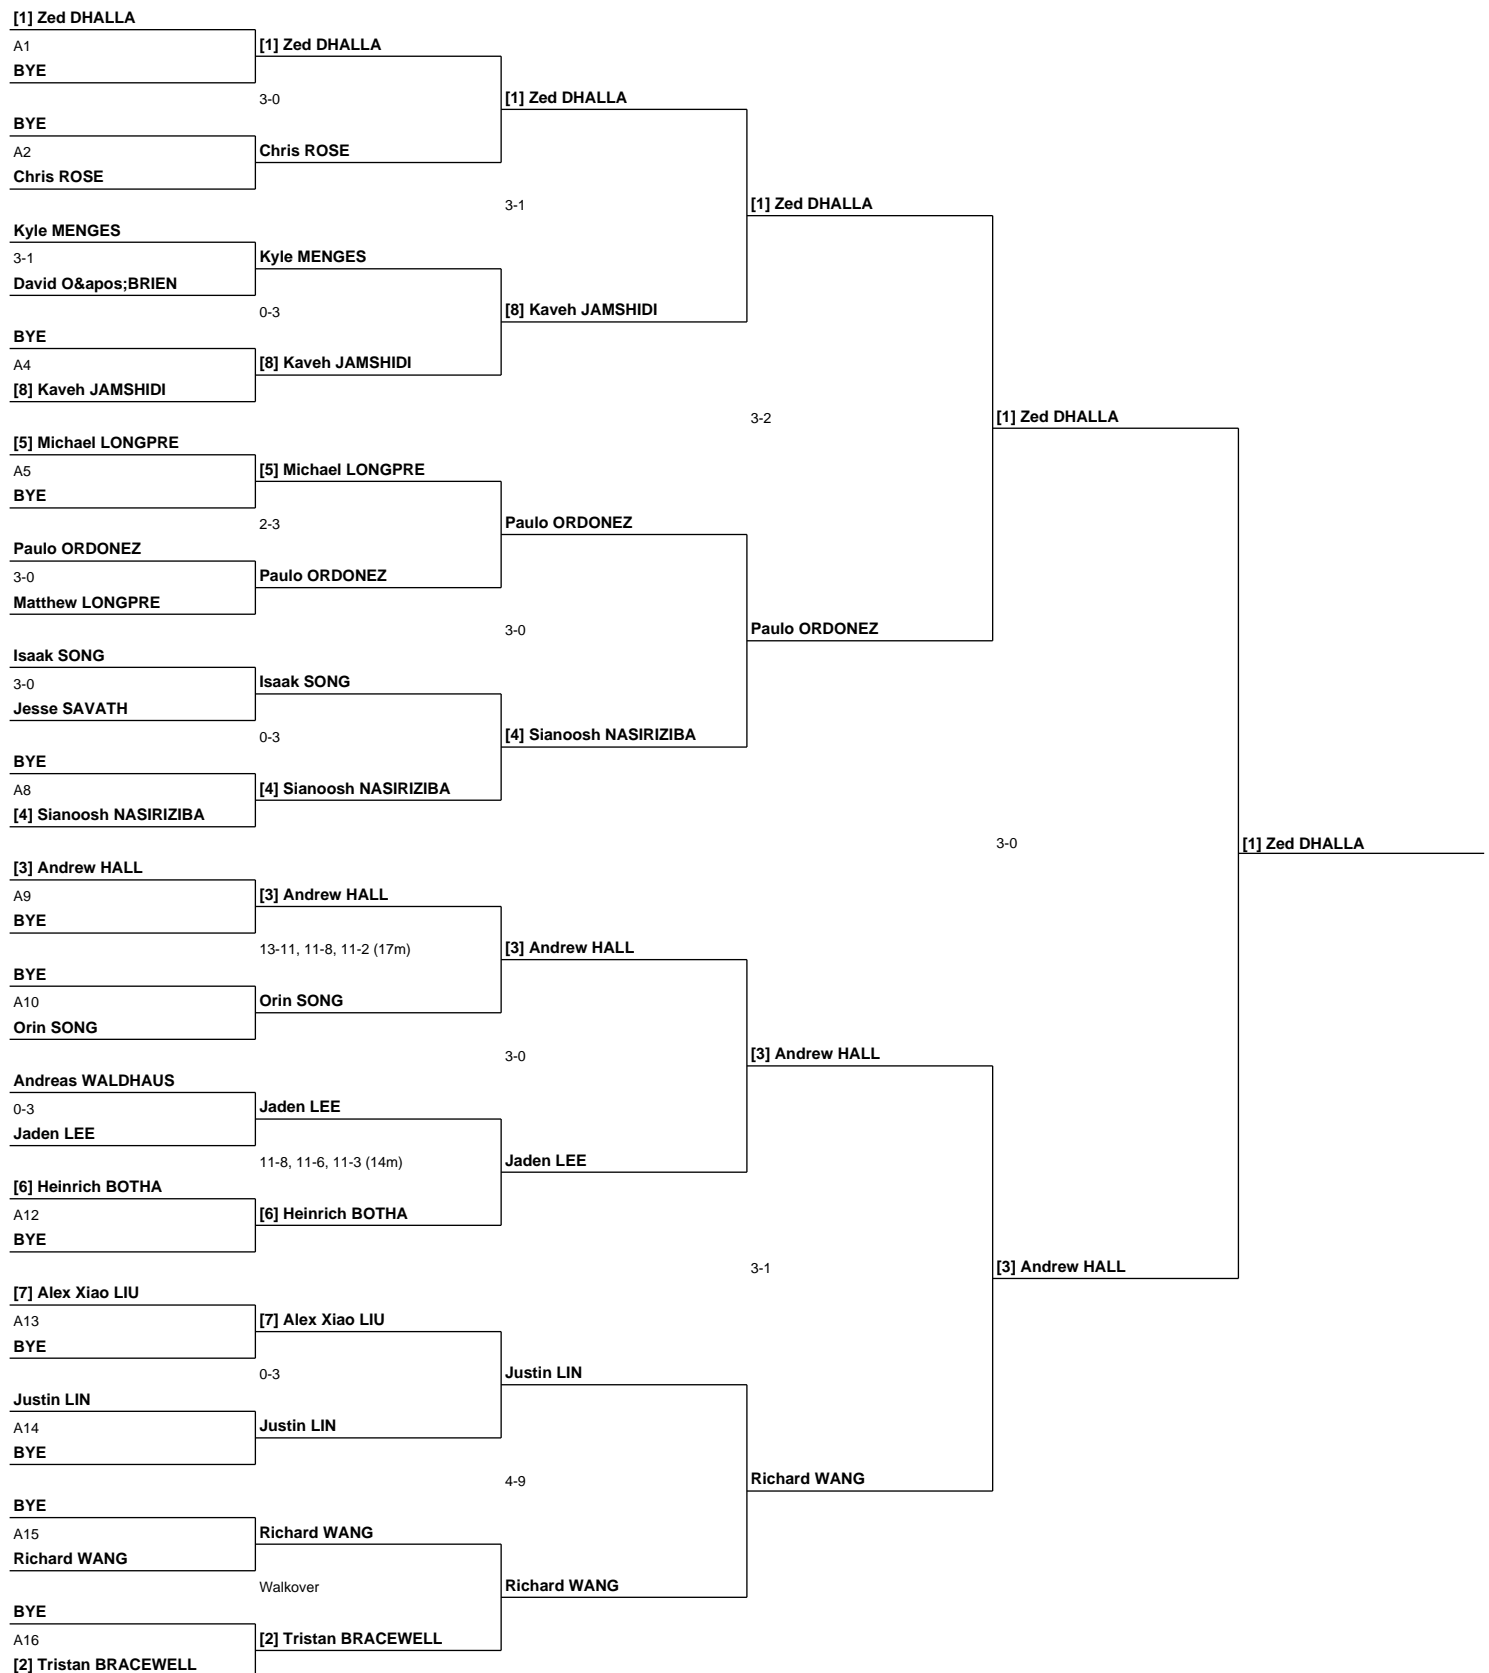 [1] Zed DHALLA
A1
BYE
BYE
A2
Chris ROSE
Kyle MENGES
3-1
David O&apos;BRIEN
BYE
A4
[8] Kaveh JAMSHIDI
[5] Michael LONGPRE
A5
BYE
Paulo ORDONEZ
3-0
Matthew LONGPRE
Isaak SONG
3-0
Jesse SAVATH
BYE
A8
[4] Sianoosh NASIRIZIBA
[3] Andrew HALL
A9
BYE
BYE
A10
Orin SONG
Andreas WALDHAUS
0-3
Jaden LEE
[6] Heinrich BOTHA
A12
BYE
[7] Alex Xiao LIU
A13
BYE
Justin LIN
A14
BYE
BYE
A15
Richard WANG
BYE
A16
[2] Tristan BRACEWELL
[1] Zed DHALLA
3-0
Chris ROSE
Kyle MENGES
0-3
[8] Kaveh JAMSHIDI
[5] Michael LONGPRE
2-3
Paulo ORDONEZ
Isaak SONG
0-3
[4] Sianoosh NASIRIZIBA
[3] Andrew HALL
13-11, 11-8, 11-2 (17m)
Orin SONG
Jaden LEE
11-8, 11-6, 11-3 (14m)
[6] Heinrich BOTHA
[7] Alex Xiao LIU
0-3
Justin LIN
Richard WANG
Walkover
[2] Tristan BRACEWELL
[1] Zed DHALLA
3-1
[8] Kaveh JAMSHIDI
Paulo ORDONEZ
3-0
[4] Sianoosh NASIRIZIBA
[3] Andrew HALL
3-0
Jaden LEE
Justin LIN
4-9
Richard WANG
[1] Zed DHALLA
3-2
Paulo ORDONEZ
[3] Andrew HALL
3-1
Richard WANG
[1] Zed DHALLA
3-0
[3] Andrew HALL
[1] Zed DHALLA